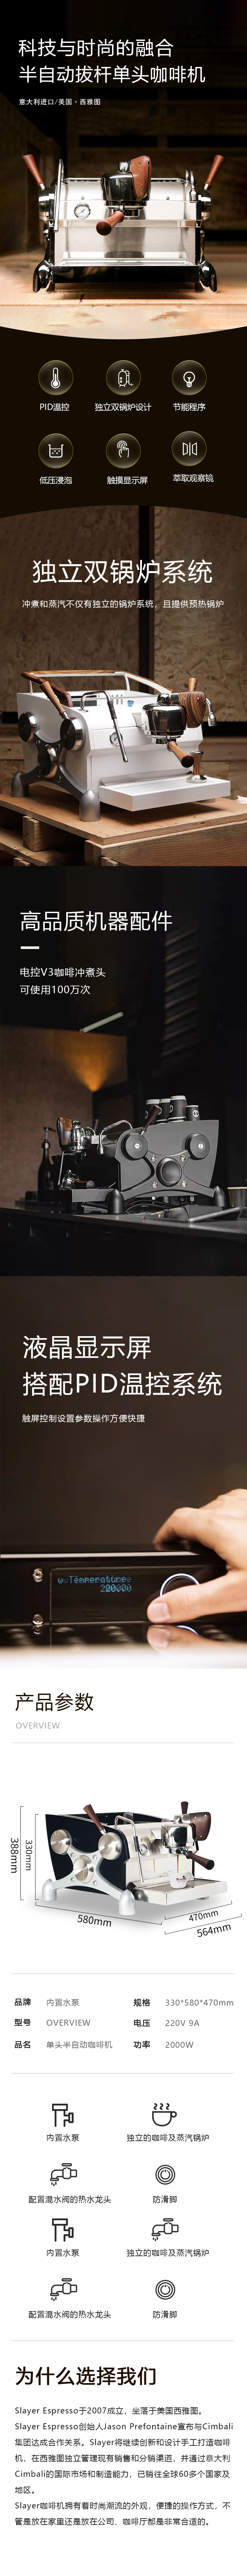 科技与时尚的融合
半自动拔杆单头咖啡机
意大利进口/美国·西雅图
PID温控
独立双锅炉设计
节能程序
低压浸泡
触摸显示屏
萃取观察镜
独立双锅炉系统
冲煮和蒸汽不仅有独立的锅炉系统，且提供预热锅炉
高品质机器配件
电控V3咖啡冲煮头
可使用100万次
液晶显示屏
搭配PID温控系统
触屏控制设置参数操作方便快捷
Temperature
产品参数
OVERVIEW
388mm
330mm
580mm
470mm
564mm
品牌 内置水泵 规格 330*580*470mm
型号 OVERVIEW 电压 220V 9A
品名 单头半自动咖啡机 功率 2000W
内置水泵
独立的咖啡及蒸汽锅炉
配置混水阀的热水龙头
防滑脚
内置水泵
独立的咖啡及蒸汽锅炉
配置混水阀的热水龙头
防滑脚
为什么选择我们
Slayer Espresso于2007成立，坐落于美国西雅图。
Slayer Espresso创始人Jason Prefontaine宣布与Cimbali
集团达成合作关系。Slayer将继续创新和设计手工打造咖啡
机，在西雅图独立管理现有销售和分销渠道，并通过意大利
Cimbali的国际市场和制造能力，已销往全球60多个国家及
地区。
Slayer咖啡机拥有着时尚潮流的外观，便捷的操作方式，不
管是放在家里还是放在公司、咖啡厅都是非常合适的。